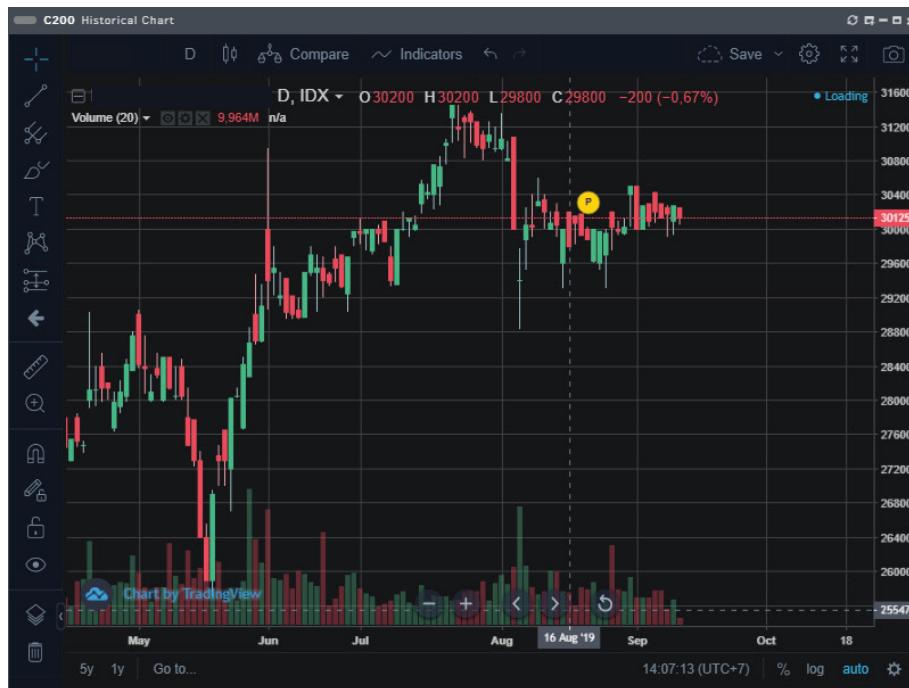 C200 Historical Chart
D Compare Indicators Save
D, IDX O30200 H30200 L29800 C29800 −200 (−0,67%) Loading
Volume (20) 9,964M n/a
31600
31200
30800
30400
P
30125
30000
29600
29200
28800
28400
28000
27600
27200
26800
26400
26000
Chart by TradingView
25547
May Jun Jul Aug 16 Aug '19 Sep Oct 18
5y 1y Go to... 14:07:13 (UTC+7) % log auto